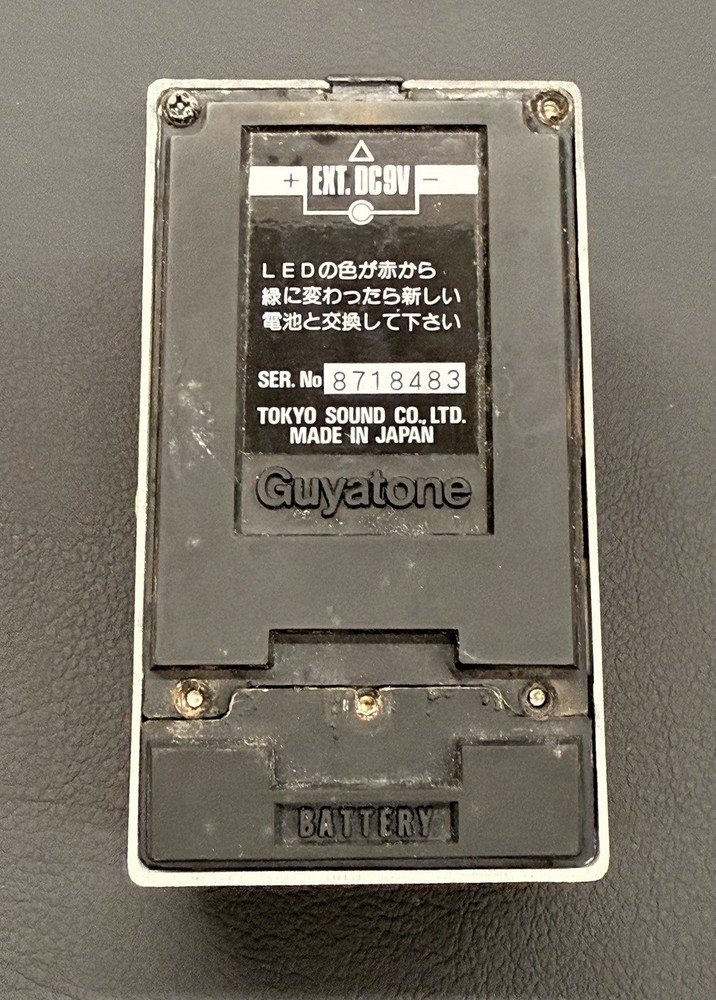 + EXT. DC9V −
LEDの色が赤から
緑に変わったら新しい
電池と交換して下さい
SER. No 8718483
TOKYO SOUND CO., LTD.
MADE IN JAPAN
Guyatone
BATTERY